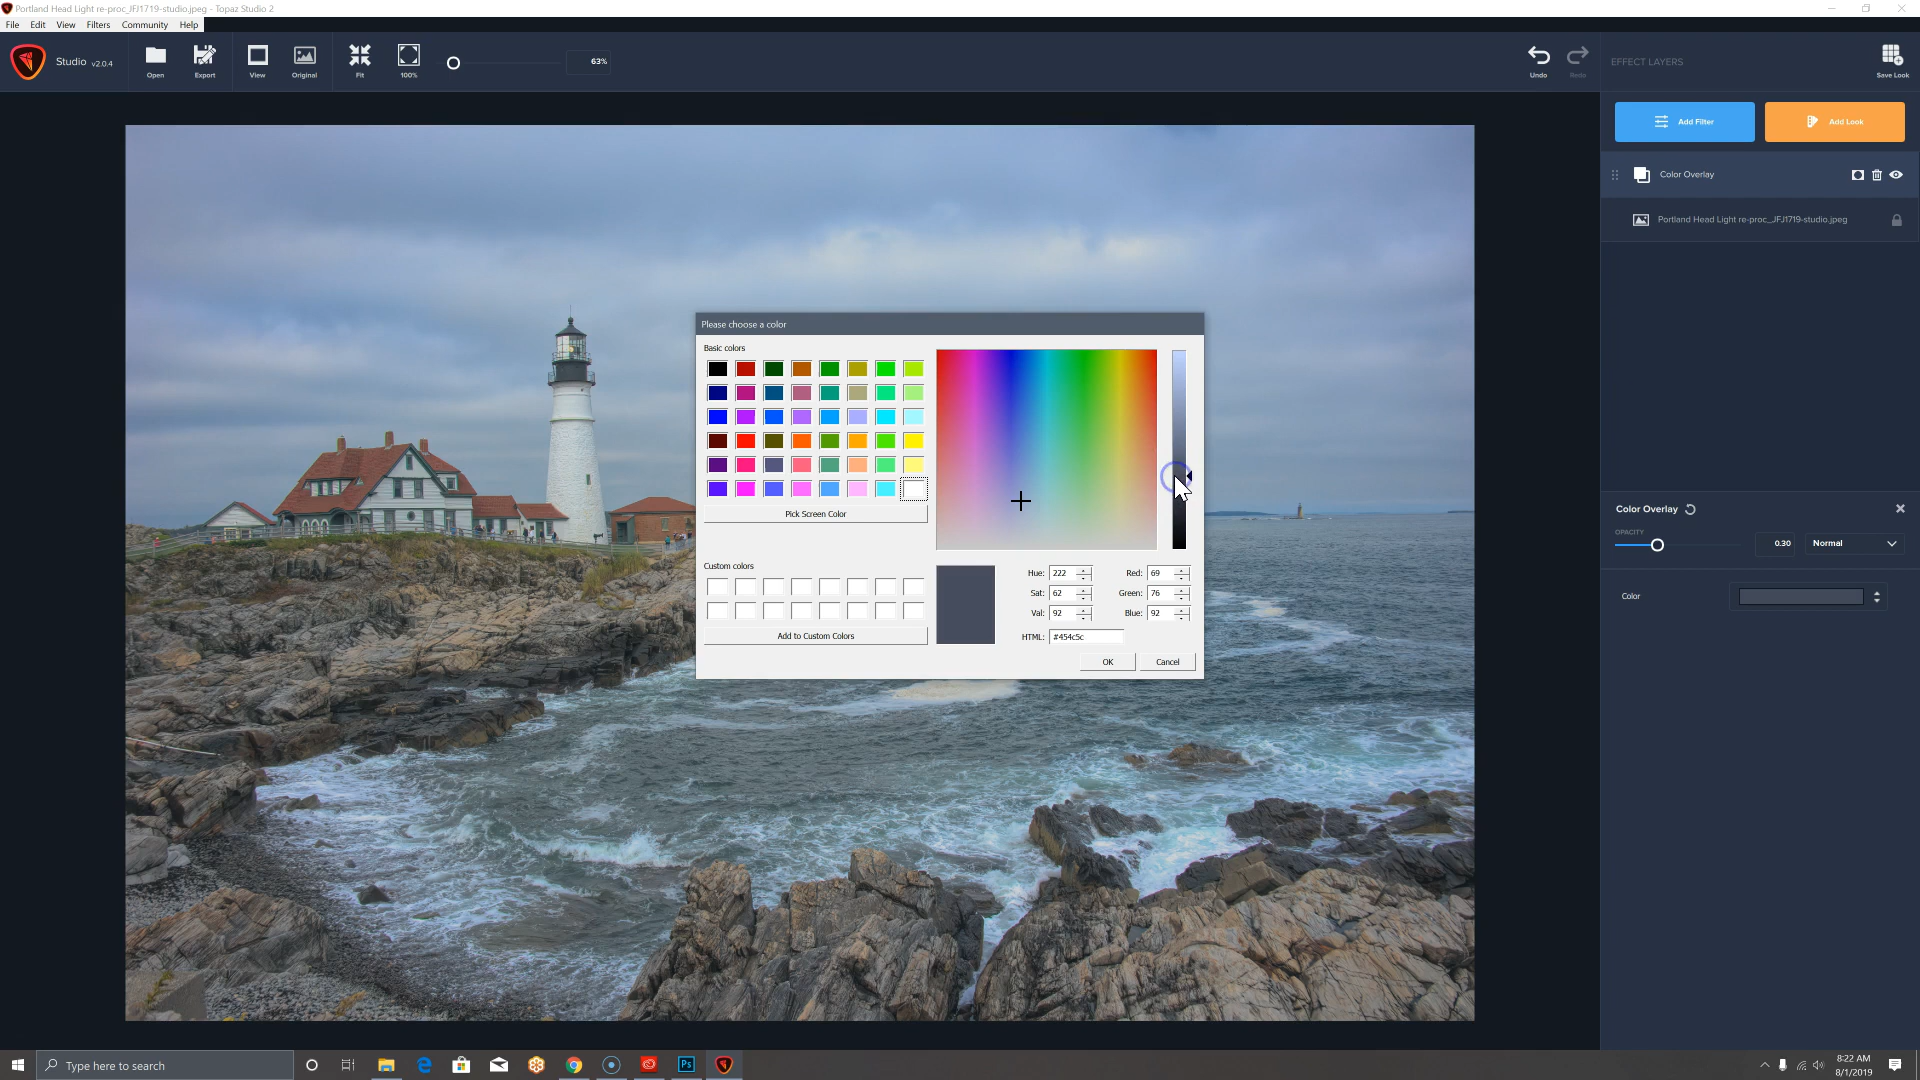 Portland Head Light re-proc_JFJ1719-studio.jpeg - Topaz Studio 2
File Edit View Filters Community Help
Studio v2.0.4
Open
Export
View
Original
Fit
100%
63%
Undo
Redo
EFFECT LAYERS
Save Look
Add Filter
Add Look
Color Overlay
Portland Head Light re-proc_JFJ1719-studio.jpeg
Please choose a color
Basic colors
Pick Screen Color
Custom colors
Add to Custom Colors
Hue: 222
Red: 69
Sat: 62
Green: 76
Val: 92
Blue: 92
HTML: #454c5c
OK
Cancel
Color Overlay
OPACITY
0.30
Normal
Color
Type here to search
Ps
8:22 AM
8/1/2019